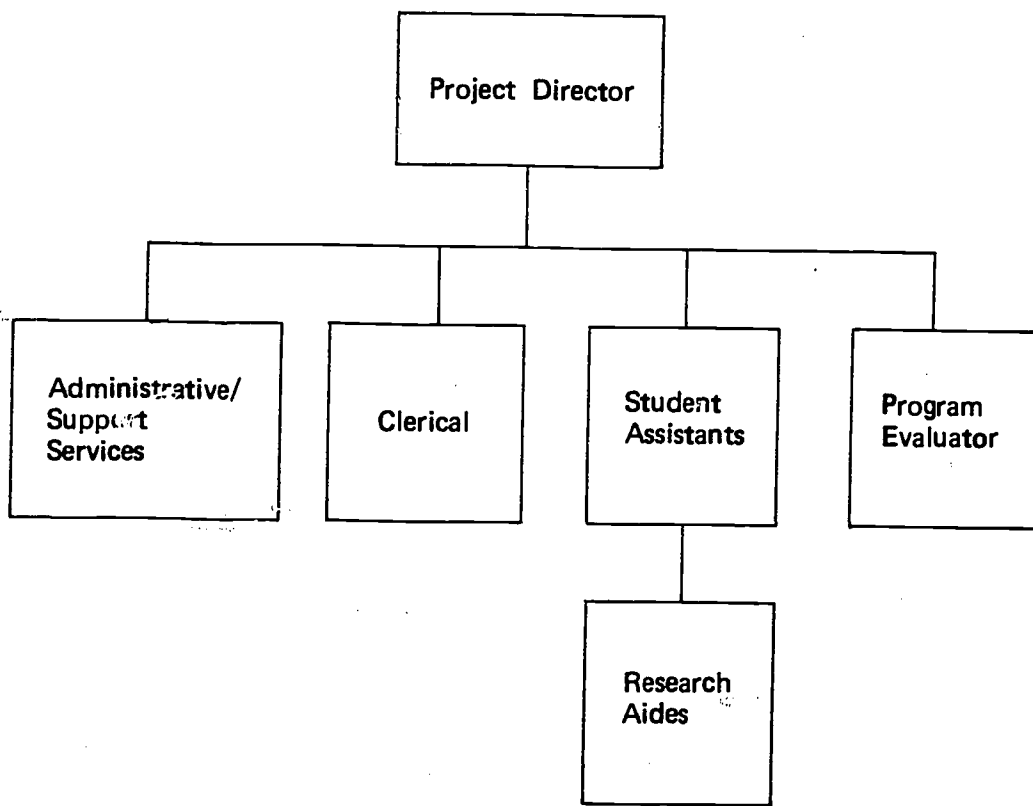 Project Director
Administrative/
Support
Services
Clerical
Student
Assistants
Program
Evaluator
Research
Aides